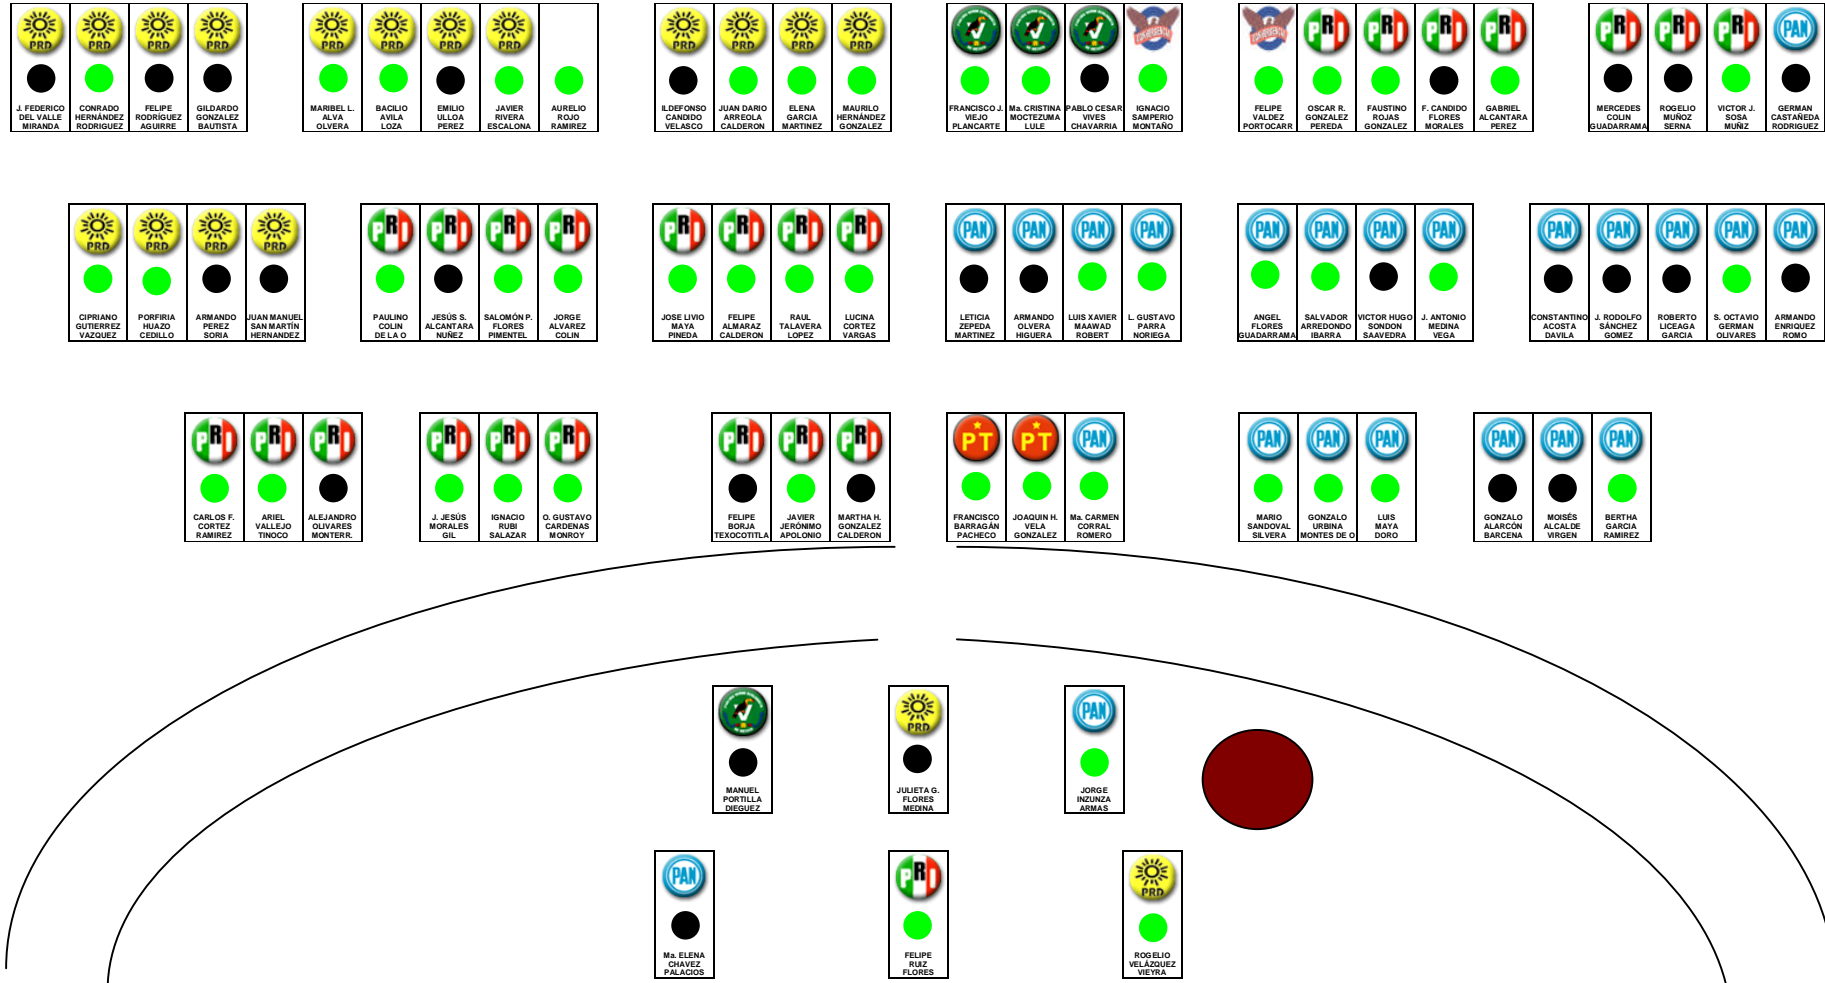 PRD PRD PRD PRD
J. FEDERICO DEL VALLE MIRANDA
CONRADO HERNÁNDEZ RODRIGUEZ
FELIPE RODRÍGUEZ AGUIRRE
GILDARDO GONZALEZ BAUTISTA
PRD PRD PRD PRD
MARIBEL L. ALVA OLVERA
BACILIO AVILA LOZA
EMILIO ULLOA PEREZ
JAVIER RIVERA ESCALONA
AURELIO ROJO RAMIREZ
PRD PRD PRD PRD
ILDEFONSO CANDIDO VELASCO
JUAN DARIO ARREOLA CALDERON
ELENA GARCIA MARTINEZ
MAURILO HERNÁNDEZ GONZALEZ
FRANCISCO J. VIEJO PLANCARTE
Ma. CRISTINA MOCTEZUMA LULE
PABLO CESAR VIVES CHAVARRIA
IGNACIO SAMPERIO MONTAÑO
PRI PRI PRI PRI
FELIPE VALDEZ PORTOCARR
OSCAR R. GONZALEZ PEREDA
FAUSTINO ROJAS GONZALEZ
F. CANDIDO FLORES MORALES
GABRIEL ALCANTARA PEREZ
PRI PRI PRI PAN
MERCEDES COLIN GUADARRAMA
ROGELIO MUÑOZ SERNA
VICTOR J. SOSA MUÑIZ
GERMAN CASTAÑEDA RODRIGUEZ
PRD PRD PRD PRD
CIPRIANO GUTIERREZ VAZQUEZ
PORFIRIA HUAZO CEDILLO
ARMANDO PEREZ SORIA
JUAN MANUEL SAN MARTÍN HERNANDEZ
PRI PRI PRI PRI
PAULINO COLIN DE LA O
JESÚS S. ALCANTARA NUÑEZ
SALOMÓN P. FLORES PIMENTEL
JORGE ALVAREZ COLIN
PRI PRI PRI PRI
JOSE LIVIO MAYA PINEDA
FELIPE ALMARAZ CALDERON
RAUL TALAVERA LOPEZ
LUCINA CORTEZ VARGAS
PAN PAN PAN PAN
LETICIA ZEPEDA MARTINEZ
ARMANDO OLVERA HIGUERA
LUIS XAVIER MAAWAD ROBERT
L. GUSTAVO PARRA NORIEGA
PAN PAN PAN PAN
ANGEL FLORES GUADARRAMA
SALVADOR ARREDONDO IBARRA
VICTOR HUGO SONDON SAAVEDRA
J. ANTONIO MEDINA VEGA
PAN PAN PAN PAN PAN
CONSTANTINO ACOSTA DAVILA
J. RODOLFO SÁNCHEZ GOMEZ
ROBERTO LICEAGA GARCIA
S. OCTAVIO GERMAN OLIVARES
ARMANDO ENRIQUEZ ROMO
PRI PRI PRI
CARLOS F. CORTEZ RAMIREZ
ARIEL VALLEJO TINOCO
ALEJANDRO OLIVARES MONTERR.
PRI PRI PRI
J. JESÚS MORALES GIL
IGNACIO RUBI SALAZAR
O. GUSTAVO CARDENAS MONROY
PRI PRI PRI
FELIPE BORJA TEXOCOTITLA
JAVIER JERÓNIMO APOLONIO
MARTHA H. GONZALEZ CALDERON
PT PT PAN
FRANCISCO BARRAGÁN PACHECO
JOAQUIN H. VELA GONZALEZ
Ma. CARMEN CORRAL ROMERO
PAN PAN PAN
MARIO SANDOVAL SILVERA
GONZALO URBINA MONTES DE O
LUIS MAYA DORO
PAN PAN PAN
GONZALO ALARCÓN BARCENA
MOISÉS ALCALDE VIRGEN
BERTHA GARCIA RAMIREZ
MANUEL PORTILLA DIEGUEZ
PRD
JULIETA G. FLORES MEDINA
PAN
JORGE INZUNZA ARMAS
PAN
Ma. ELENA CHAVEZ PALACIOS
PRI
FELIPE RUIZ FLORES
PRD
ROGELIO VELÁZQUEZ VIEYRA